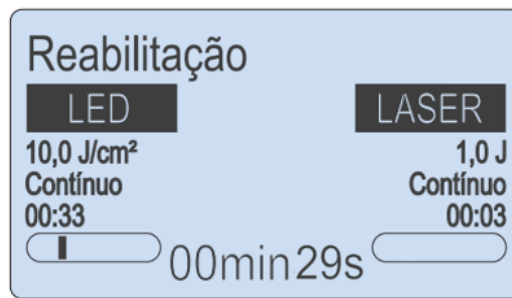 Reabilitação
LED LASER
10,0 J/cm² 1,0 J
Contínuo Contínuo
00:33 00:03
00min29s